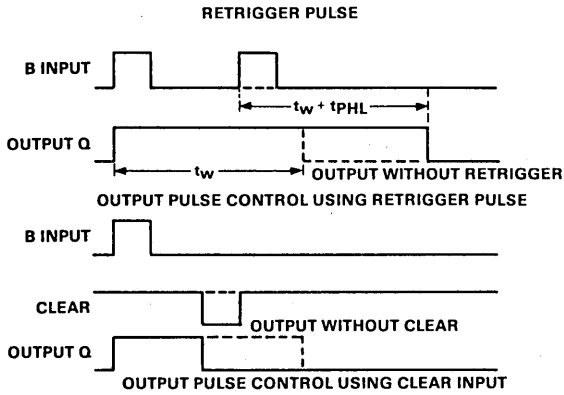 RETRIGGER PULSE
B INPUT
tw + tPHL
OUTPUT Q
tw
OUTPUT WITHOUT RETRIGGER
OUTPUT PULSE CONTROL USING RETRIGGER PULSE
B INPUT
CLEAR
OUTPUT WITHOUT CLEAR
OUTPUT Q
OUTPUT PULSE CONTROL USING CLEAR INPUT